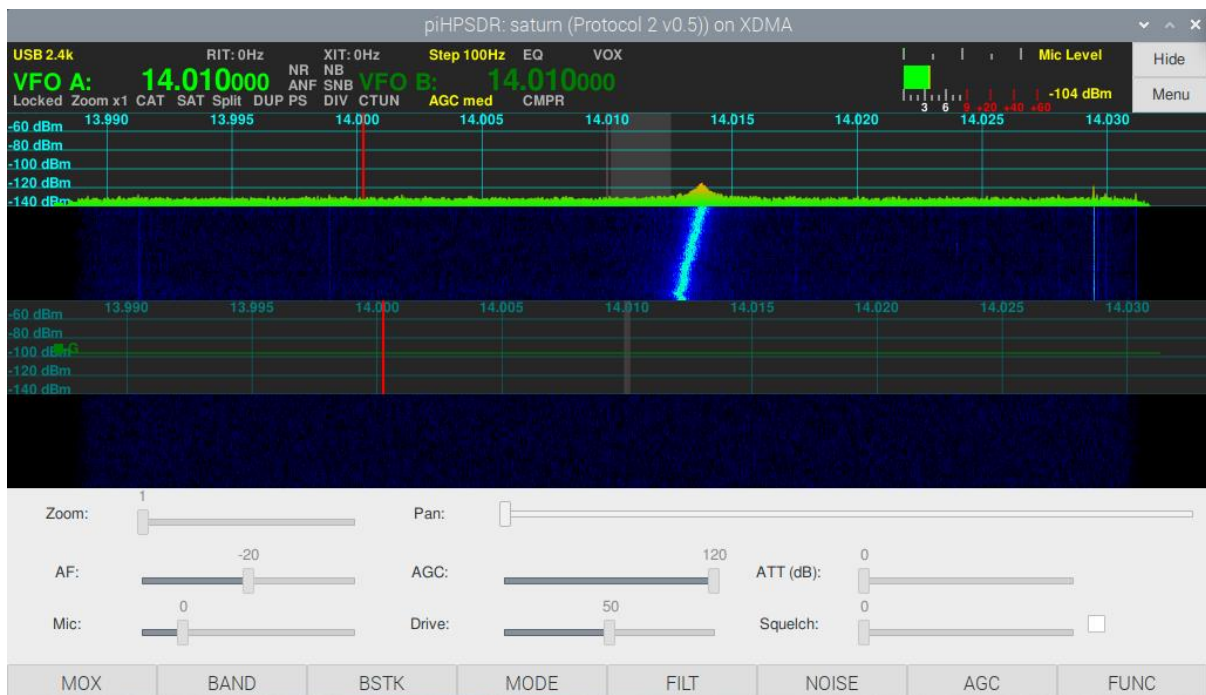 piHPSDR: saturn (Protocol 2 v0.5)) on XDMA
USB 2.4k RIT: 0Hz XIT: 0Hz Step 100Hz EQ VOX Mic Level Hide
VFO A: 14.010000 NR NB VFO B: 14.010000
ANF SNB
-104 dBm Menu
Locked Zoom x1 CAT SAT Split DUP PS DIV CTUN AGC med CMPR
3 6 9 +20 +40 +60
13.990 13.995 14.000 14.005 14.010 14.015 14.020 14.025 14.030
-60 dBm
-80 dBm
-100 dBm
-120 dBm
-140 dBm
13.990 13.995 14.000 14.005 14.010 14.015 14.020 14.025 14.030
-60 dBm
-80 dBm
-100 dBm
-G
-120 dBm
-140 dBm
1
Zoom: Pan:
-20 120 0
AF: AGC: ATT (dB):
0 50 0
Mic: Drive: Squelch:
MOX BAND BSTK MODE FILT NOISE AGC FUNC